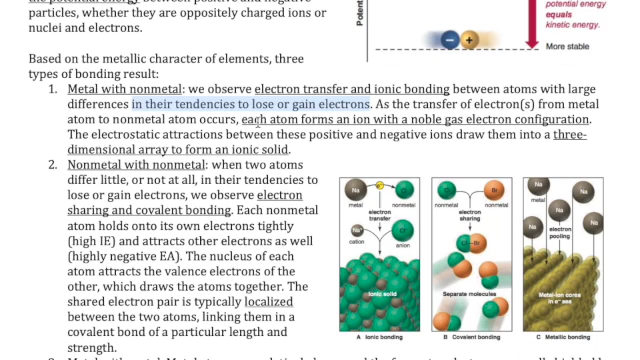 the potential energy between positive and negative
particles, whether they are oppositely charged ions or
nuclei and electrons.
potential energy
equals
kinetic energy.
More stable
Based on the metallic character of elements, three
types of bonding result:
1. Metal with nonmetal: we observe electron transfer and ionic bonding between atoms with large
differences in their tendencies to lose or gain electrons. As the transfer of electron(s) from metal
atom to nonmetal atom occurs, each atom forms an ion with a noble gas electron configuration.
The electrostatic attractions between these positive and negative ions draw them into a three-
dimensional array to form an ionic solid.
2. Nonmetal with nonmetal: when two atoms
differ little, or not at all, in their tendencies to
lose or gain electrons, we observe electron
sharing and covalent bonding. Each nonmetal
atom holds onto its own electrons tightly
(high IE) and attracts other electrons as well
(highly negative EA). The nucleus of each
atom attracts the valence electrons of the
other, which draws the atoms together. The
shared electron pair is typically localized
between the two atoms, linking them in a
covalent bond of a particular length and
strength.
Na
metal
nonmetal
electron
transfer
Na+
cation
anion
Ionic solid
A Ionic bonding
Br
nonmetal
nonmetal
electron
sharing
Br
Separate molecules
B Covalent bonding
Na
metal
Na
Na
Na
electron
pooling
Metal-ion cores
in e– sea
C Metallic bonding